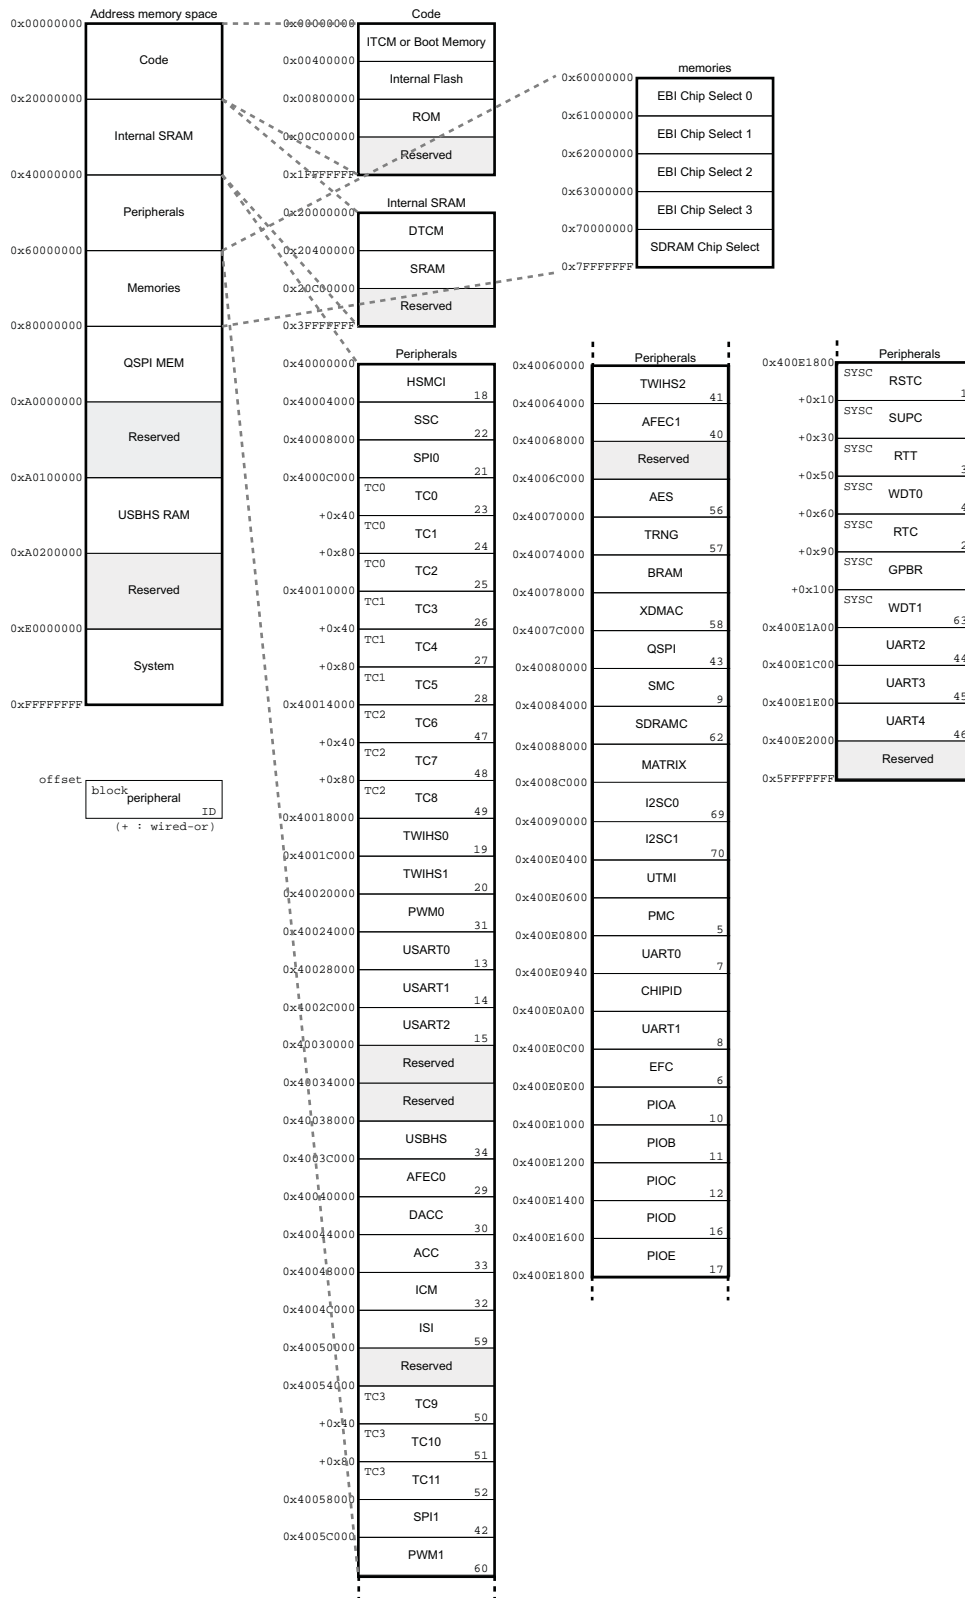 Address memory space
0x00000000
Code
0x20000000
Internal SRAM
0x40000000
Peripherals
0x60000000
Memories
0x80000000
QSPI MEM
0xA0000000
Reserved
0xA0100000
USBHS RAM
0xA0200000
Reserved
0xE0000000
System
0xFFFFFFFF
offset
block
peripheral
ID
(+ : wired-or)
Code
0x00000000
ITCM or Boot Memory
0x00400000
Internal Flash
0x00800000
ROM
0x00C00000
Reserved
0x1FFFFFFF
Internal SRAM
0x20000000
DTCM
0x20400000
SRAM
0x20C00000
Reserved
0x3FFFFFFF
Peripherals
0x40000000
HSMCI
18
0x40004000
SSC
22
0x40008000
SPI0
21
0x4000C000
TC0
TC0
23
+0x40
TC0
TC1
24
+0x80
TC0
TC2
25
0x40010000
TC1
TC3
26
+0x40
TC1
TC4
27
+0x80
TC1
TC5
28
0x40014000
TC2
TC6
47
+0x40
TC2
TC7
48
+0x80
TC2
TC8
49
0x40018000
TWIHS0
19
0x4001C000
TWIHS1
20
0x40020000
PWM0
31
0x40024000
USART0
13
0x40028000
USART1
14
0x4002C000
USART2
15
0x40030000
Reserved
0x40034000
Reserved
0x40038000
USBHS
34
0x4003C000
AFEC0
29
0x40040000
DACC
30
0x40044000
ACC
33
0x40048000
ICM
32
0x4004C000
ISI
59
0x40050000
Reserved
0x40054000
TC3
TC9
50
+0x40
TC3
TC10
51
+0x80
TC3
TC11
52
0x40058000
SPI1
42
0x4005C000
PWM1
60
memories
0x60000000
EBI Chip Select 0
0x61000000
EBI Chip Select 1
0x62000000
EBI Chip Select 2
0x63000000
EBI Chip Select 3
0x70000000
SDRAM Chip Select
0x7FFFFFFF
Peripherals
0x40060000
TWIHS2
41
0x40064000
AFEC1
40
0x40068000
Reserved
0x4006C000
AES
56
0x40070000
TRNG
57
0x40074000
BRAM
0x40078000
XDMAC
58
0x4007C000
QSPI
43
0x40080000
SMC
9
0x40084000
SDRAMC
62
0x40088000
MATRIX
0x4008C000
I2SC0
69
0x40090000
I2SC1
70
0x400E0400
UTMI
0x400E0600
PMC
5
0x400E0800
UART0
7
0x400E0940
CHIPID
0x400E0A00
UART1
8
0x400E0C00
EFC
6
0x400E0E00
PIOA
10
0x400E1000
PIOB
11
0x400E1200
PIOC
12
0x400E1400
PIOD
16
0x400E1600
PIOE
17
0x400E1800
Peripherals
0x400E1800
SYSC
RSTC
1
+0x10
SYSC
SUPC
+0x30
SYSC
RTT
3
+0x50
SYSC
WDT0
4
+0x60
SYSC
RTC
2
+0x90
SYSC
GPBR
+0x100
SYSC
WDT1
63
0x400E1A00
UART2
44
0x400E1C00
UART3
45
0x400E1E00
UART4
46
0x400E2000
Reserved
0x5FFFFFFF